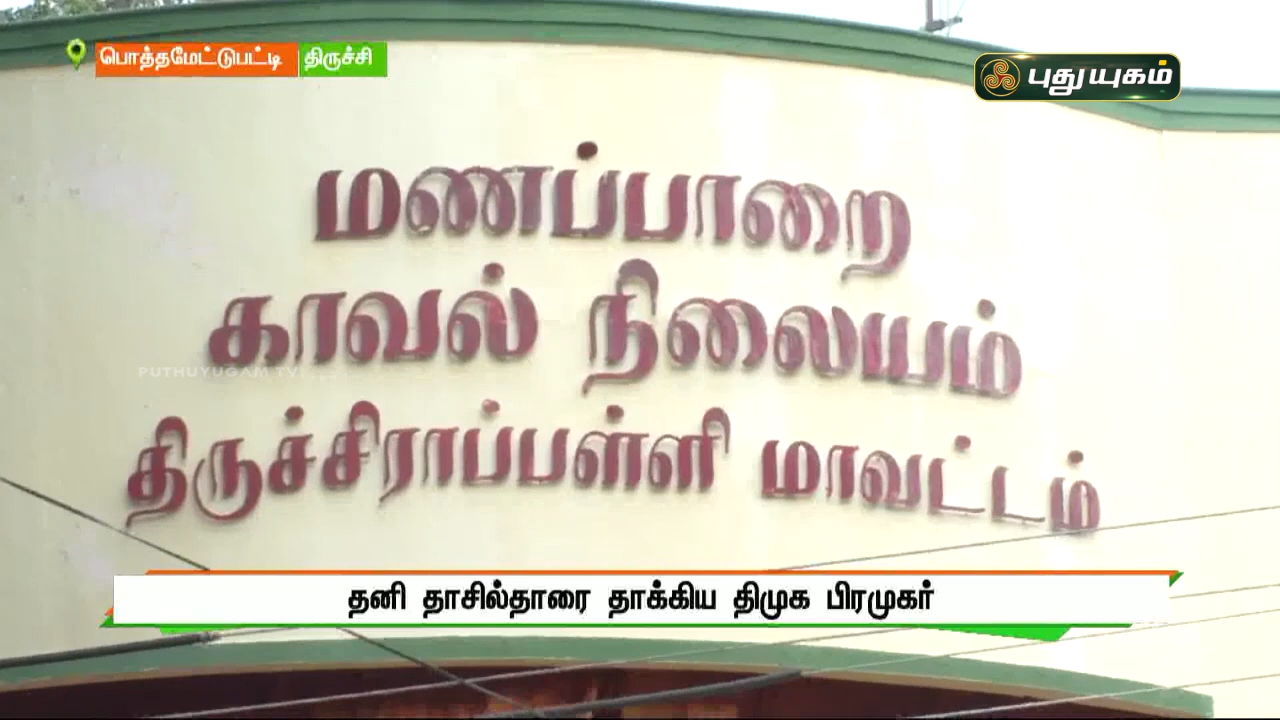 பொத்தமேட்டுபட்டி திருச்சி
புதுயுகம்
மணப்பாறை
காவல் நிலையம்
PUTHUYUGAM TV
திருச்சிராப்பள்ளி மாவட்டம்
தனி தாசில்தாரை தாக்கிய திமுக பிரமுகர்